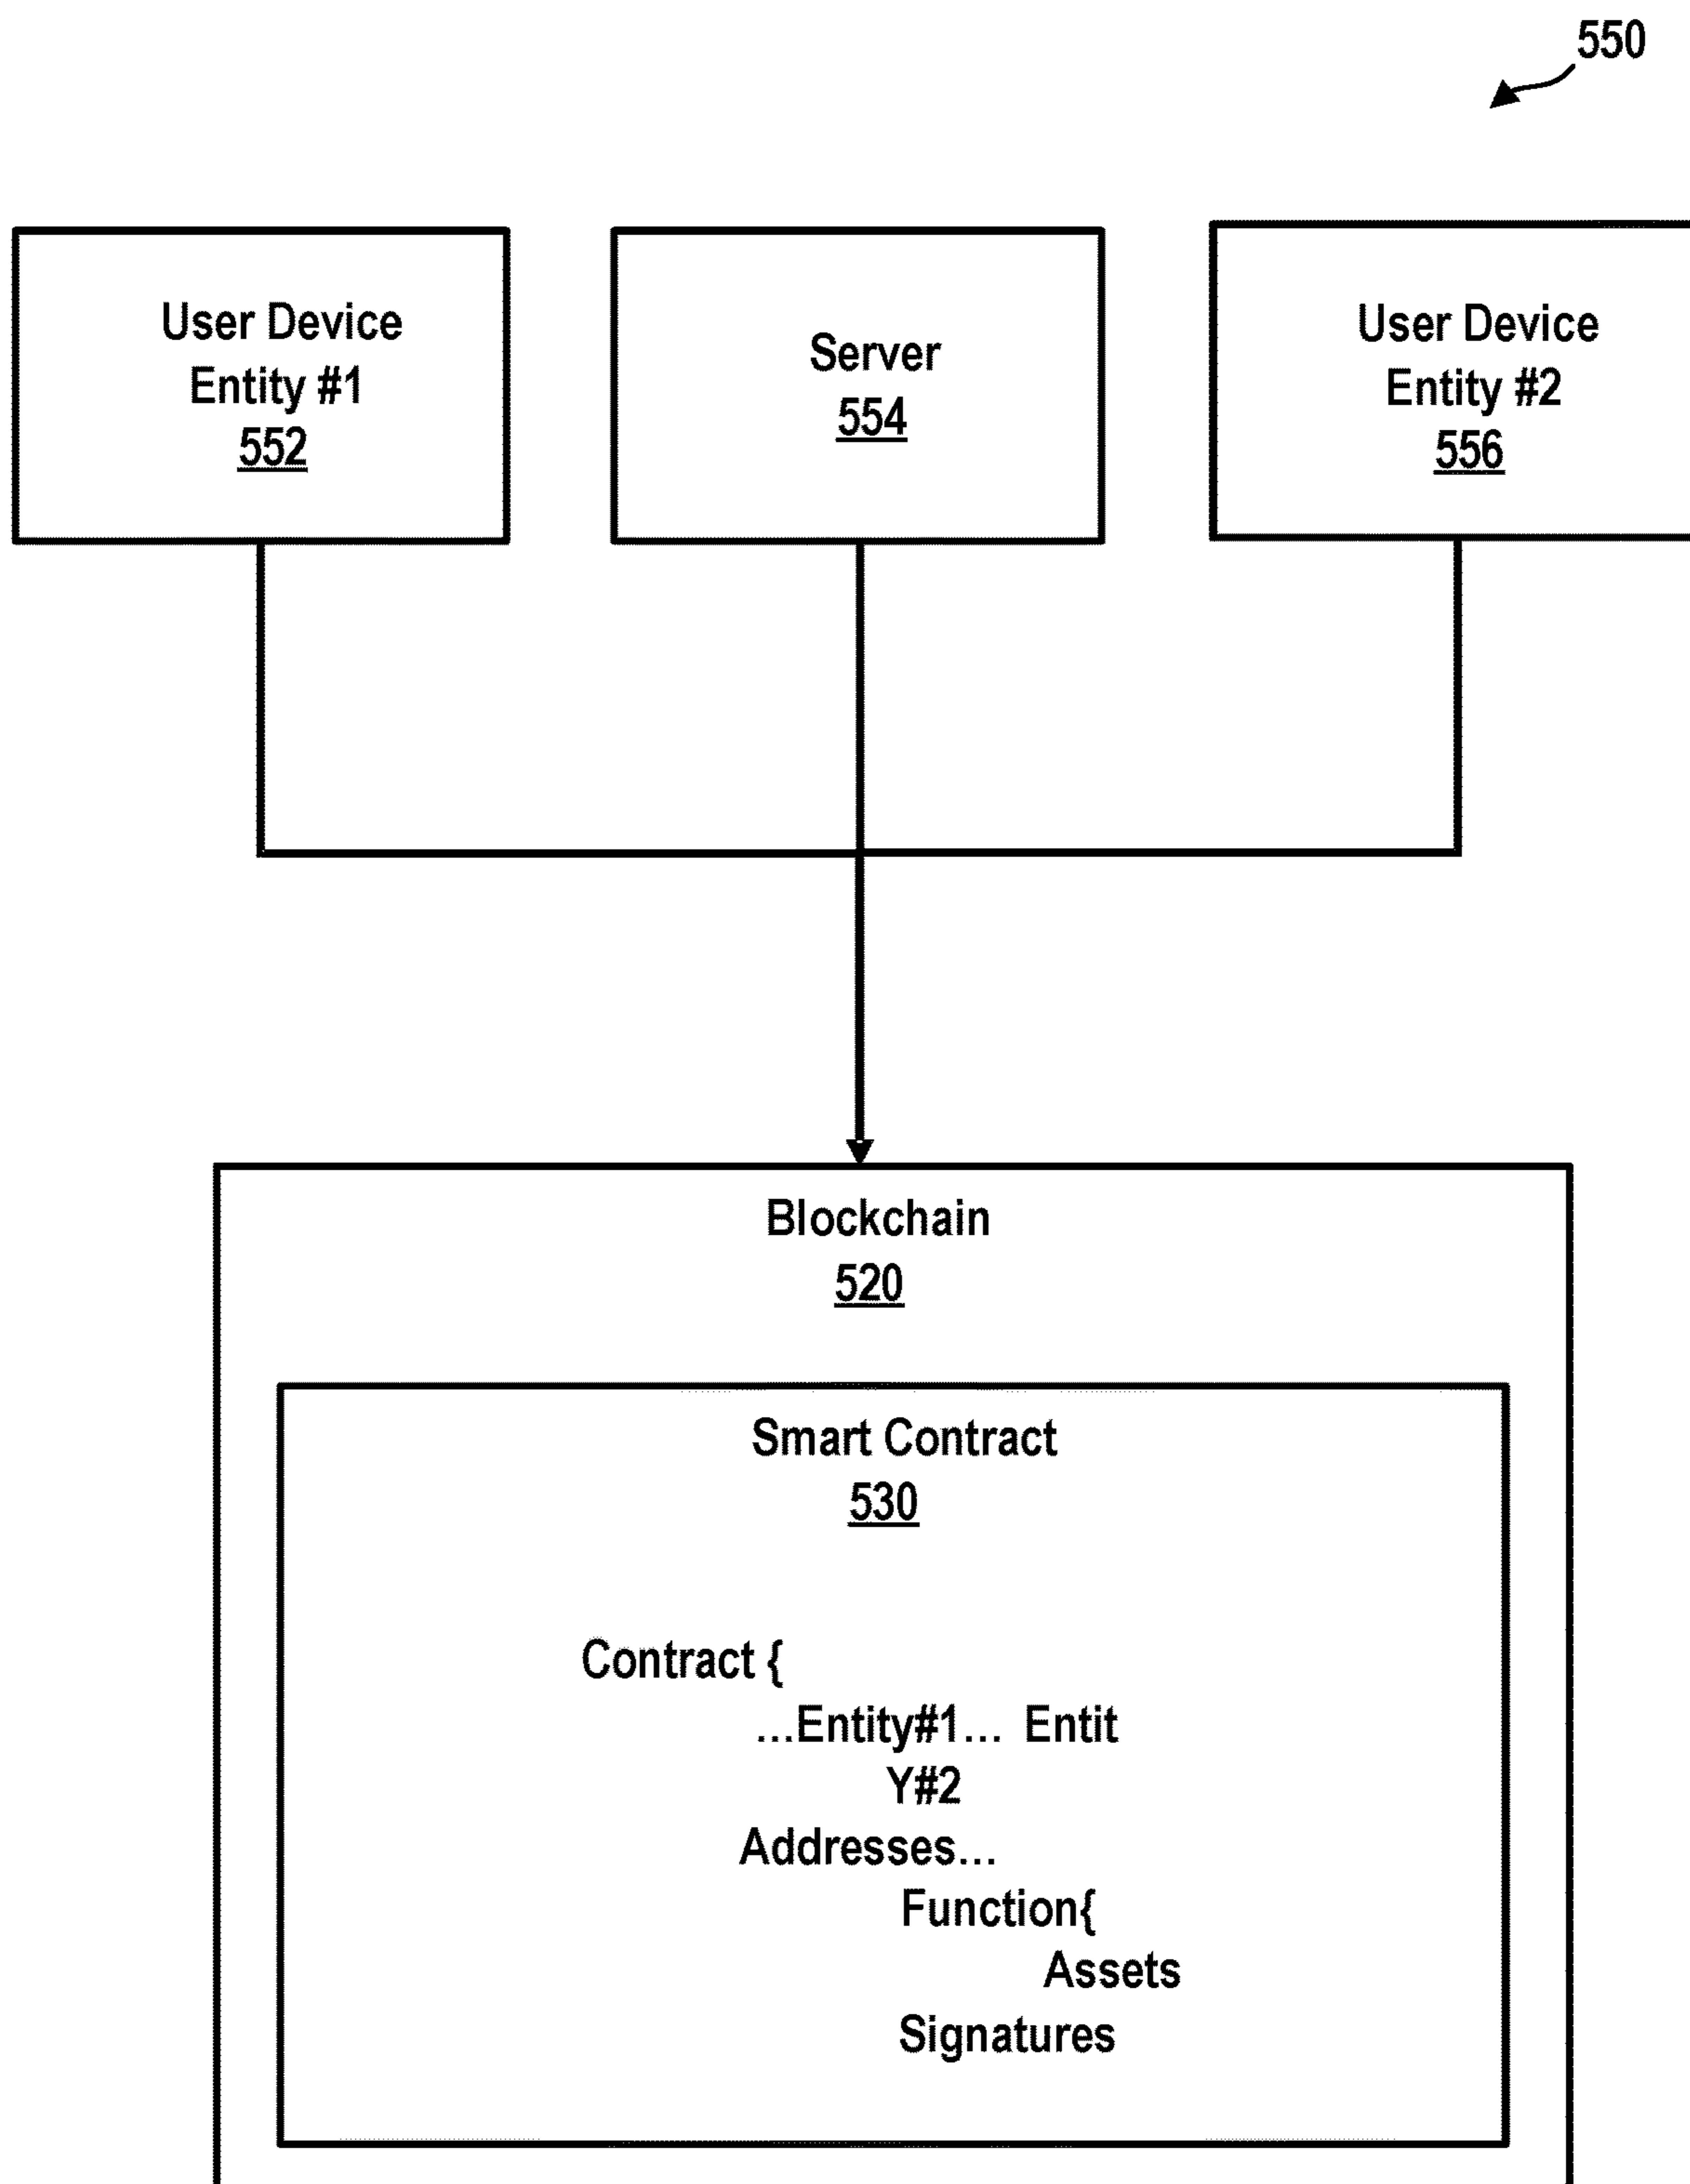 550
User Device
Entity #1
552
Server
554
User Device
Entity #2
556
Blockchain
520
Smart Contract
530
Contract {
...Entity#1... Entit
Y#2
Addresses...
Function{
Assets
Signatures